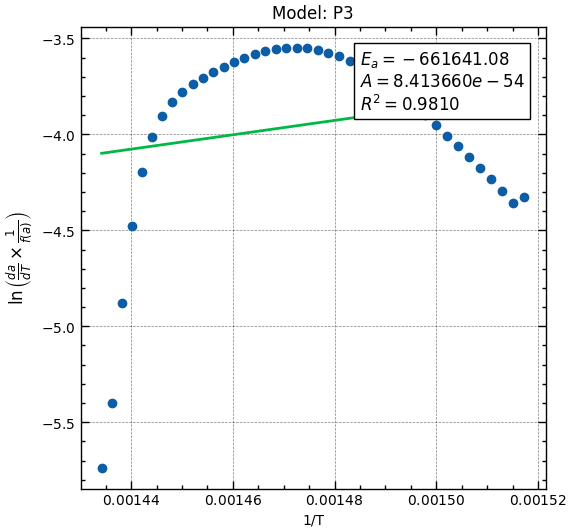 Model: P3
E_a = −661641.08
A = 8.413660e − 54
R^2 = 0.9810
−3.5
−4.0
−4.5
−5.0
−5.5
ln(da/dT × 1/f(a))
0.00144 0.00146 0.00148 0.00150 0.00152
1/T